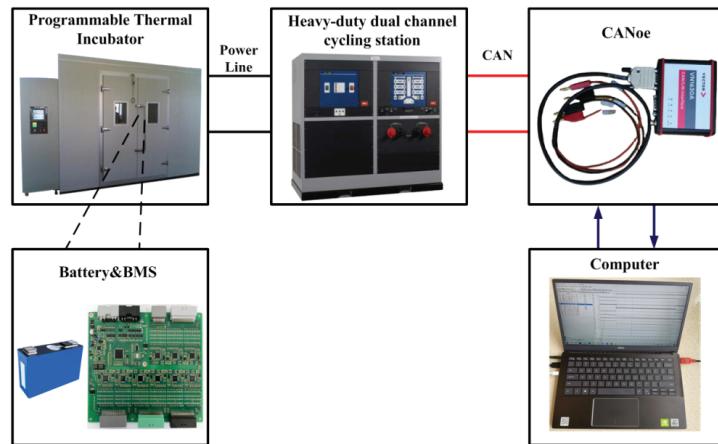 Programmable Thermal
Incubator
Power
Line
Heavy-duty dual channel
cycling station
CAN
CANoe
VECTOR
VN1630A
Battery&BMS
Computer